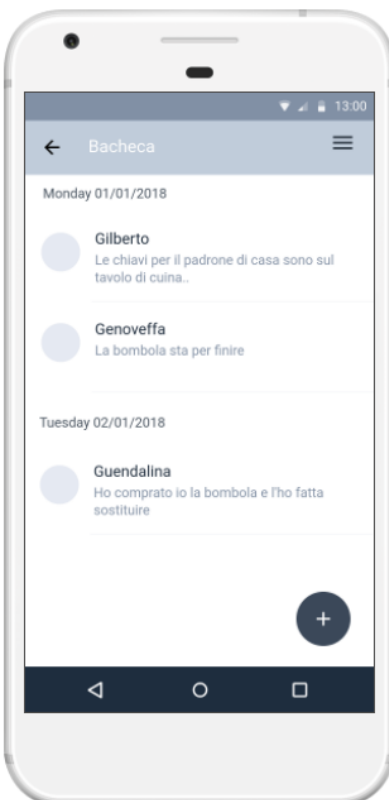 13:00
Bacheca
Monday 01/01/2018
Gilberto
Le chiavi per il padrone di casa sono sul
tavolo di cuina..
Genoveffa
La bombola sta per finire
Tuesday 02/01/2018
Guendalina
Ho comprato io la bombola e l'ho fatta
sostituire
+